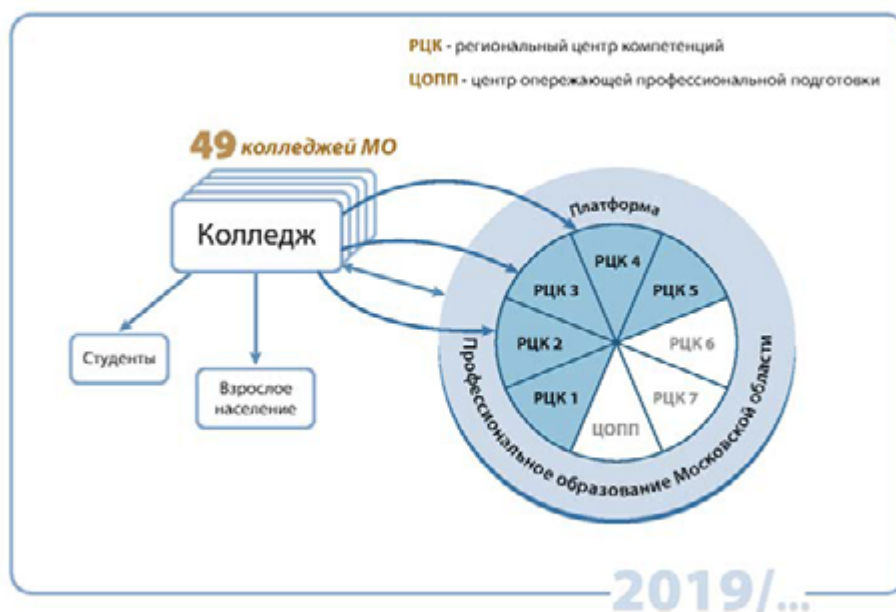 РЦК - региональный центр компетенций
ЦОПП - центр опережающей профессиональной подготовки
49 колледжей МО
Колледж
Студенты
Взрослое
население
Платформа
РЦК 4
РЦК 3
РЦК 5
РЦК 2
РЦК 6
РЦК 1
РЦК 7
ЦОПП
Профессиональное образование Московской области
2019/...